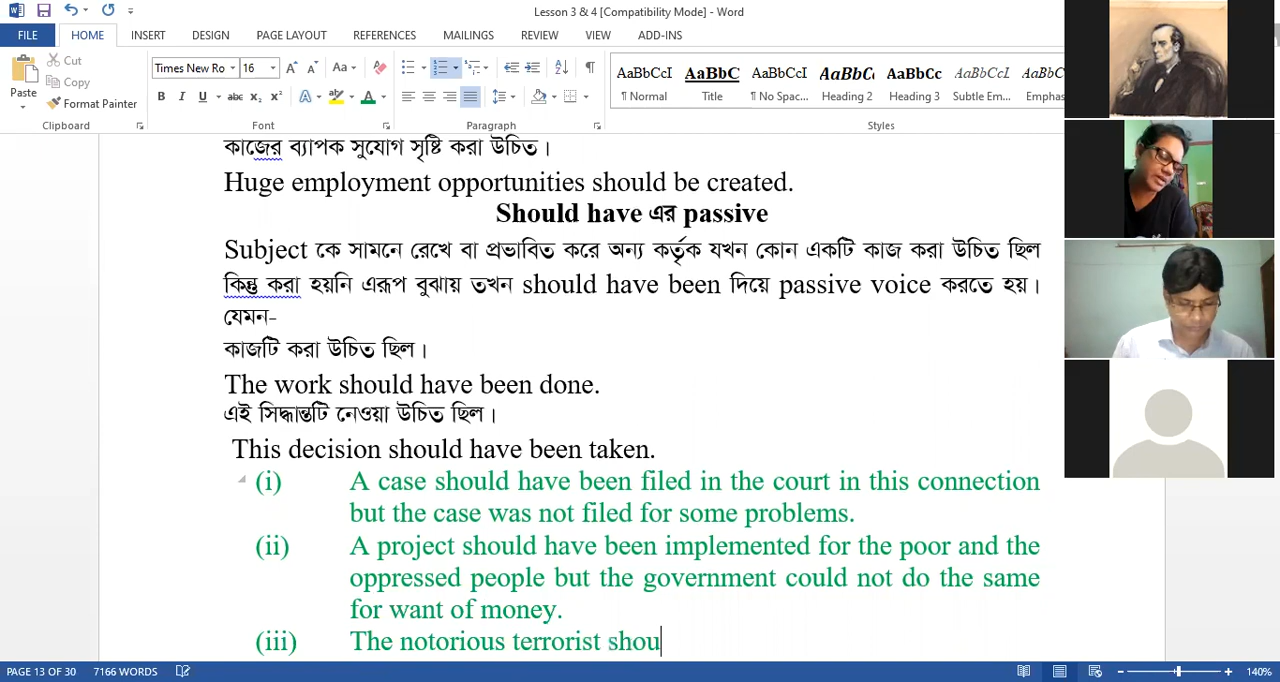 Lesson 3 & 4 [Compatibility Mode] - Word
FILE HOME INSERT DESIGN PAGE LAYOUT REFERENCES MAILINGS REVIEW VIEW ADD-INS
Cut
Copy
Paste
Format Painter
Times New Ro 16
AaBbCcI AaBbC AaBbCcI AaBbC AaBbCc AaBbCcL AaBbCc
¶ Normal Title ¶ No Spac... Heading 2 Heading 3 Subtle Em... Emphas
Clipboard Font Paragraph Styles
কাজের ব্যাপক সুযোগ সৃষ্টি করা উচিত।
Huge employment opportunities should be created.
Should have এর passive
Subject কে সামনে রেখে বা প্রভাবিত করে অন্য কর্তৃক যখন কোন একটি কাজ করা উচিত ছিল
কিন্তু করা হয়নি এরূপ বুঝায় তখন should have been দিয়ে passive voice করতে হয়।
যেমন-
কাজটি করা উচিত ছিল।
The work should have been done.
এই সিদ্ধান্তটি নেওয়া উচিত ছিল।
This decision should have been taken.
(i) A case should have been filed in the court in this connection
but the case was not filed for some problems.
(ii) A project should have been implemented for the poor and the
oppressed people but the government could not do the same
for want of money.
(iii) The notorious terrorist shou
PAGE 13 OF 30 7166 WORDS 140%